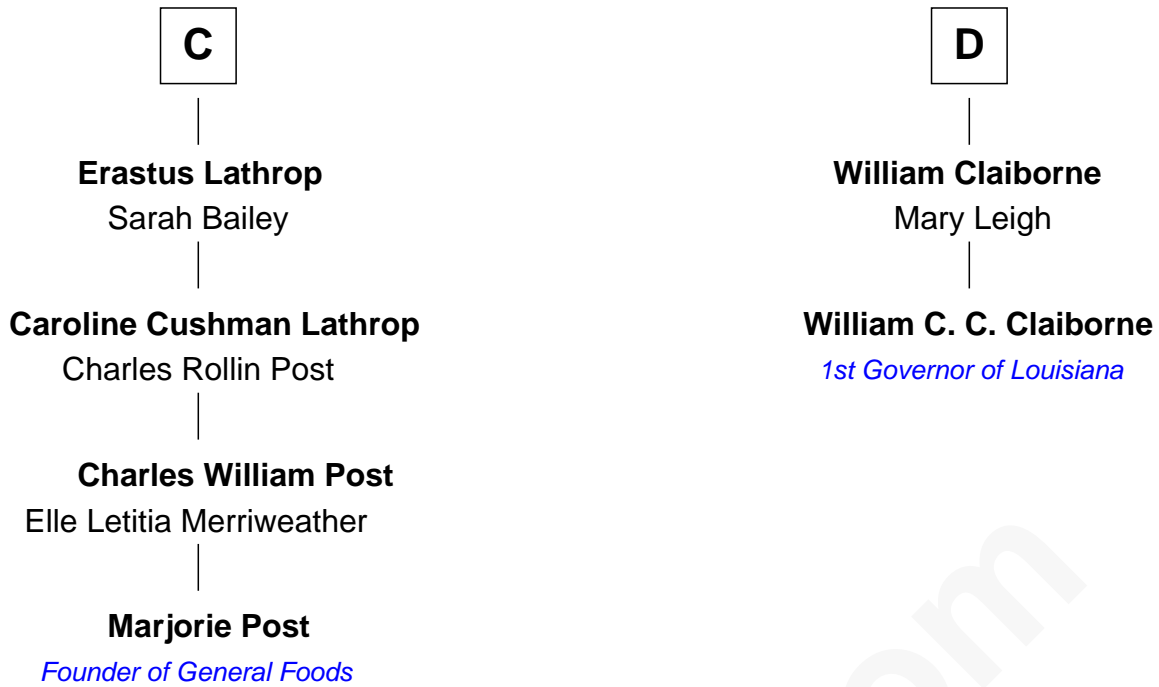 C
Erastus Lathrop
Sarah Bailey
Caroline Cushman Lathrop
Charles Rollin Post
Charles William Post
Elle Letitia Merriweather
Marjorie Post
Founder of General Foods
D
William Claiborne
Mary Leigh
William C. C. Claiborne
1st Governor of Louisiana
om